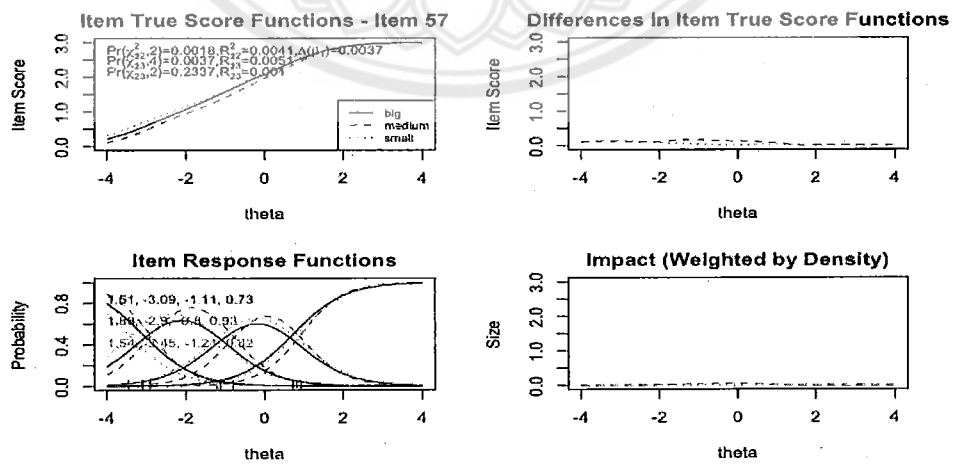 Item True Score Functions - Item 57
Item Score
3.0
2.0
1.0
0.0
Pr(χ²₁₂,2)=0.0018,R²₁₂=0.0041,Δ(β₁)=0.0037
Pr(χ²₁₃,4)=0.0037,R²₁₃=0.0051
Pr(χ²₂₃,2)=0.2337,R²₂₃=0.001
big
medium
small
-4 -2 0 2 4
theta
Differences in Item True Score Functions
Item Score
3.0
2.0
1.0
0.0
-4 -2 0 2 4
theta
Item Response Functions
Probability
0.8
0.4
0.0
1.51, -3.09, -1.11, 0.73
-4 -2 0 2 4
theta
Impact (Weighted by Density)
Size
3.0
2.0
1.0
0.0
-4 -2 0 2 4
theta